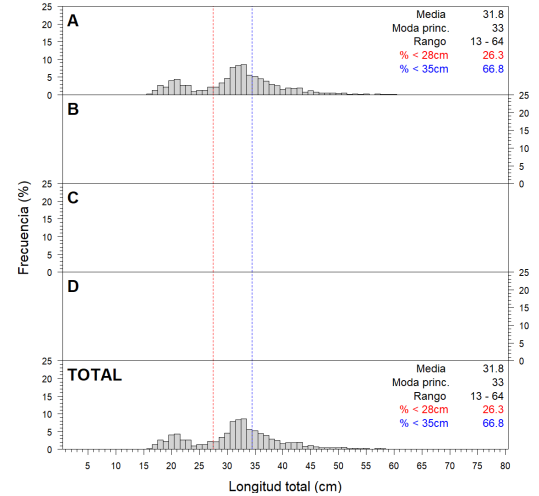 A
Media 31.8
Moda princ. 33
Rango 13 - 64
% < 28cm 26.3
% < 35cm 66.8
25
20
15
10
5
0
B
25
20
15
10
5
0
C
25
20
15
10
5
0
D
25
20
15
10
5
0
TOTAL
Media 31.8
Moda princ. 33
Rango 13 - 64
% < 28cm 26.3
% < 35cm 66.8
25
20
15
10
5
0
Frecuencia (%)
5 10 15 20 25 30 35 40 45 50 55 60 65 70 75 80
Longitud total (cm)